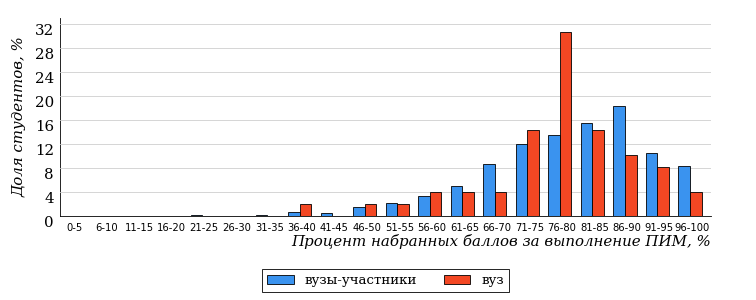 Доля студентов, %
32
28
24
20
16
12
8
4
0
0-5 6-10 11-15 16-20 21-25 26-30 31-35 36-40 41-45 46-50 51-55 56-60 61-65 66-70 71-75 76-80 81-85 86-90 91-95 96-100
Процент набранных баллов за выполнение ПИМ, %
вузы-участники вуз